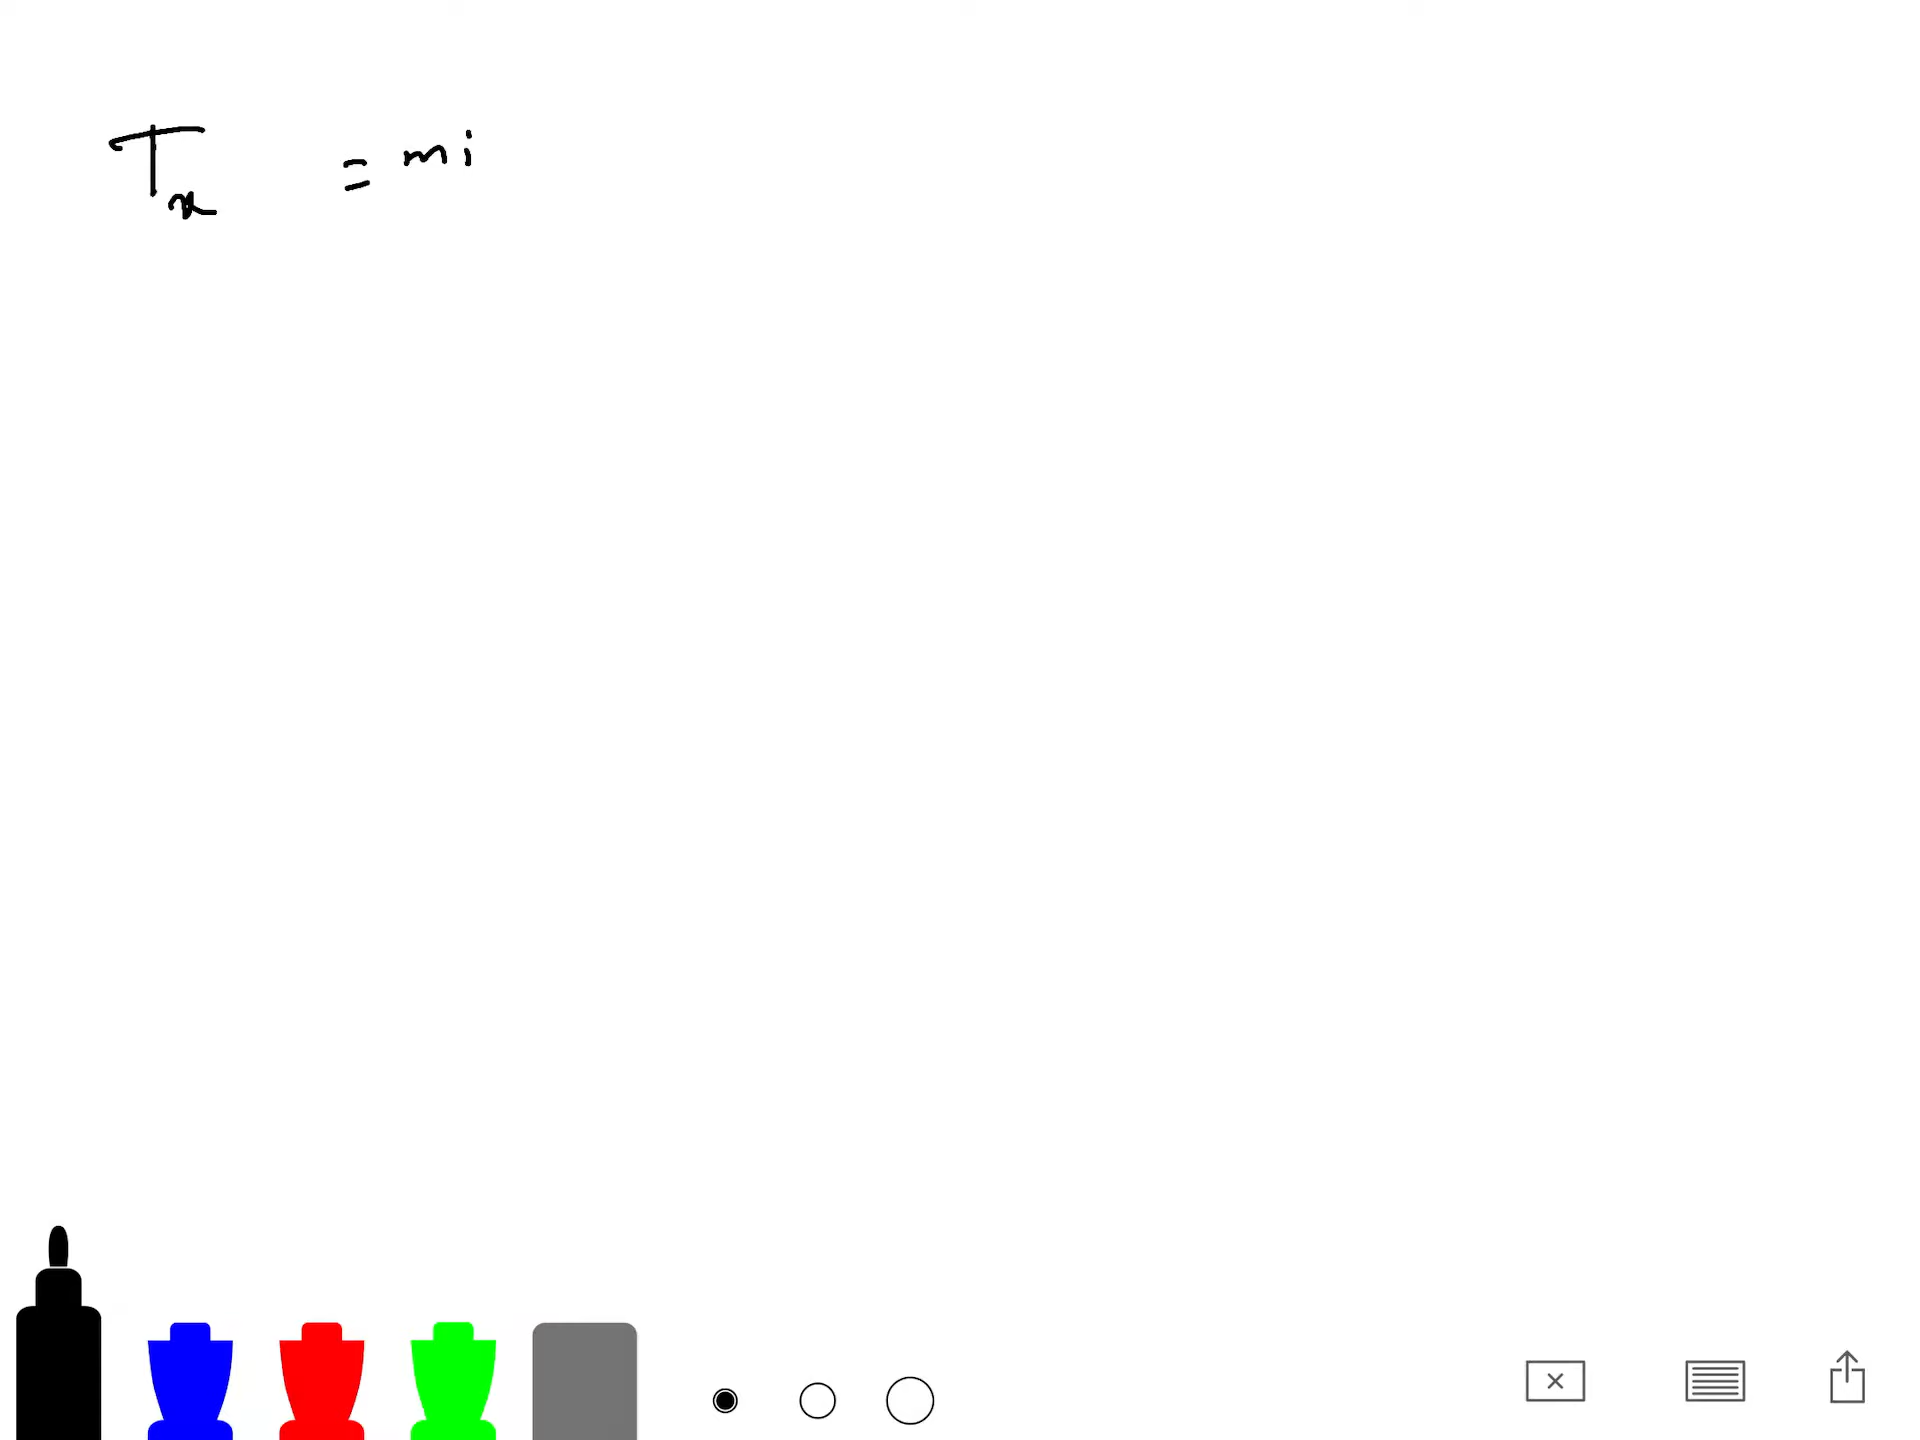 Tx = mi